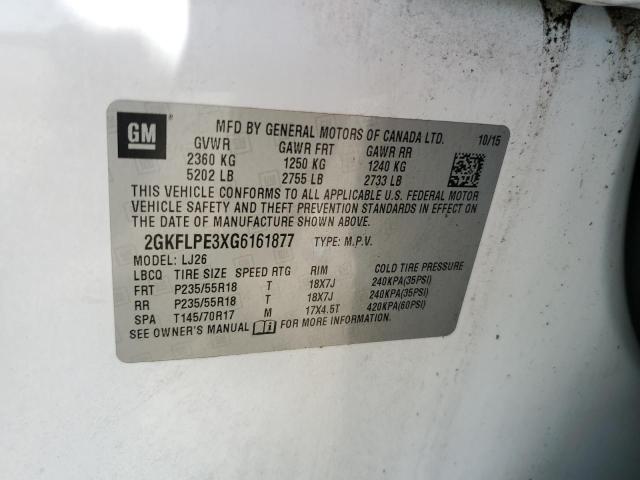 GM
MFD BY GENERAL MOTORS OF CANADA LTD. 10/15
GVWR GAWR FRT GAWR RR
2360 KG 1250 KG 1240 KG
5202 LB 2755 LB 2733 LB
THIS VEHICLE CONFORMS TO ALL APPLICABLE U.S. FEDERAL MOTOR
VEHICLE SAFETY AND THEFT PREVENTION STANDARDS IN EFFECT ON
THE DATE OF MANUFACTURE SHOWN ABOVE.
2GKFLPE3XG6161877 TYPE: M.P.V.
MODEL: LJ26
LBCQ TIRE SIZE SPEED RTG RIM COLD TIRE PRESSURE
FRT P235/55R18 T 18X7J 240KPA(35PSI)
RR P235/55R18 T 18X7J 240KPA(35PSI)
SPA T145/70R17 M 17X4.5T 420KPA(60PSI)
SEE OWNER'S MANUAL FOR MORE INFORMATION.